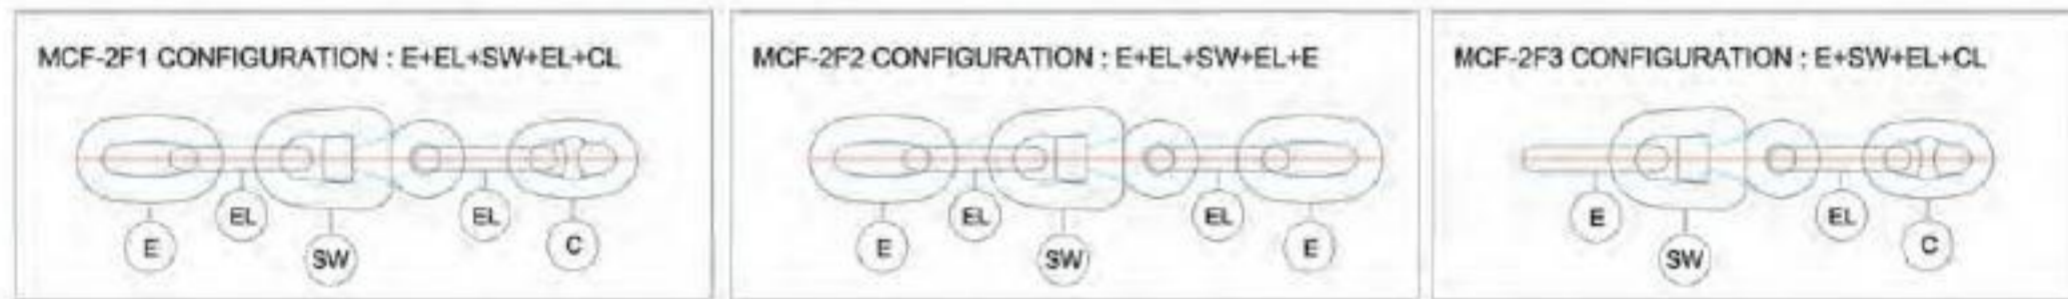 MCF-2F1 CONFIGURATION : E+EL+SW+EL+CL
E
EL
SW
EL
C
MCF-2F2 CONFIGURATION : E+EL+SW+EL+E
E
EL
SW
EL
E
MCF-2F3 CONFIGURATION : E+SW+EL+CL
E
SW
EL
C